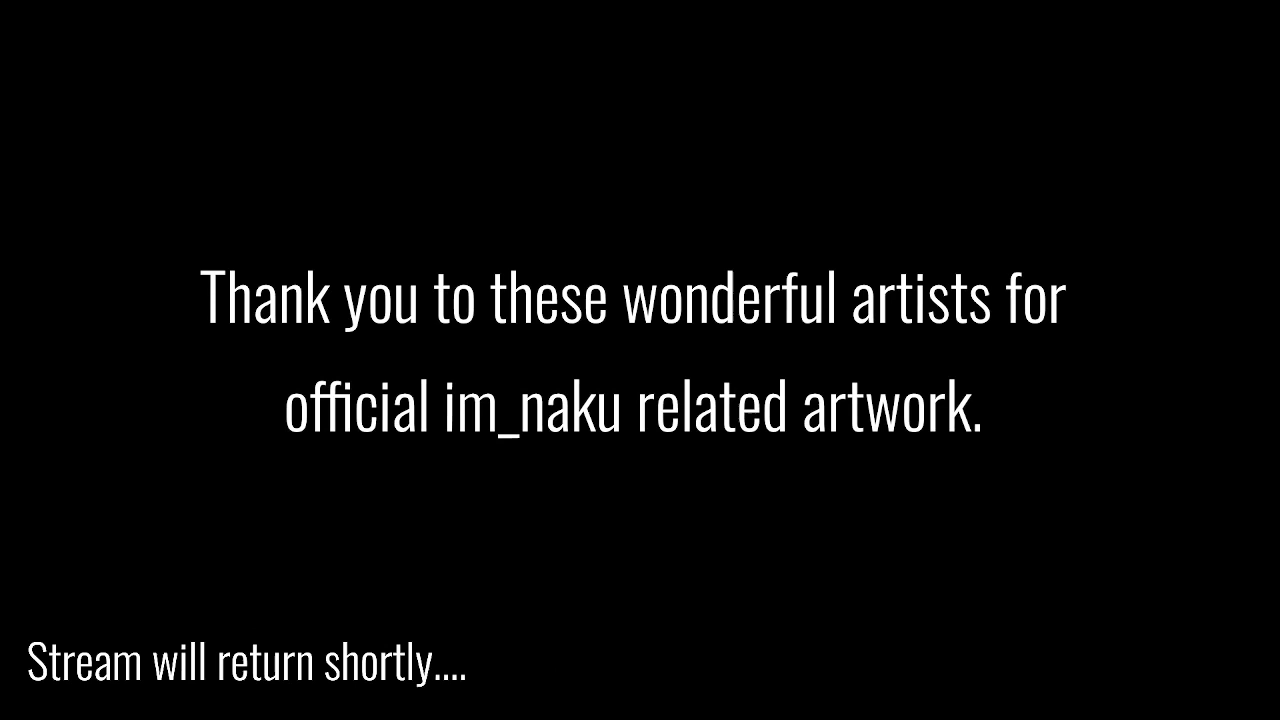 Thank you to these wonderful artists for
official im_naku related artwork.
Stream will return shortly....